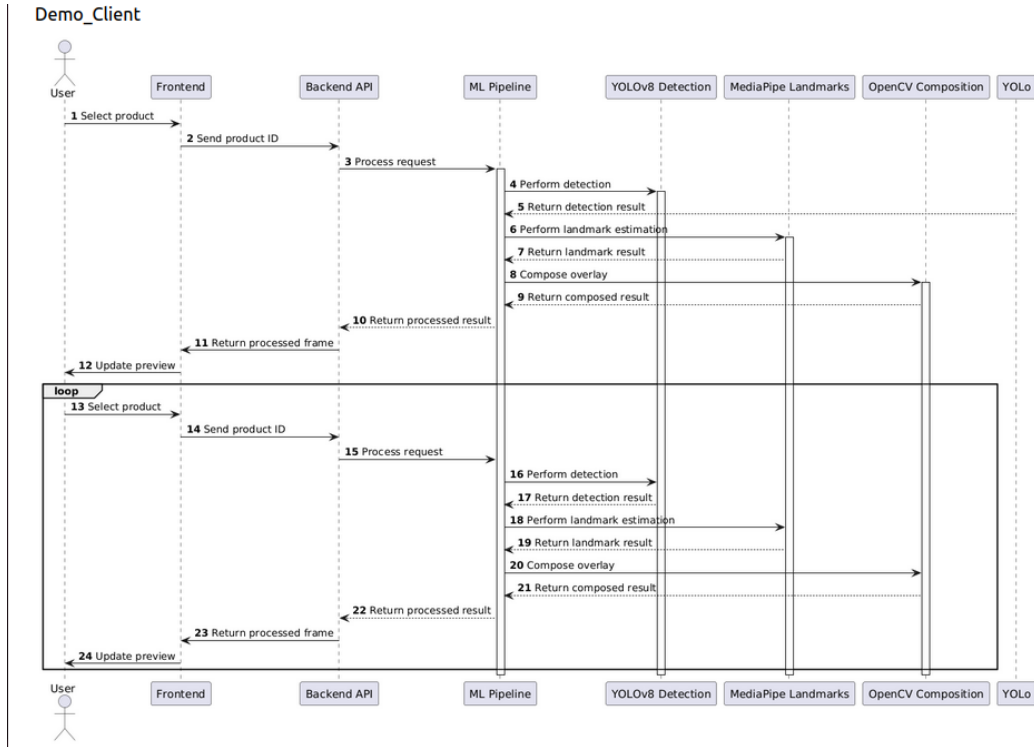 Demo_Client
User
Frontend
Backend API
ML Pipeline
YOLOv8 Detection
MediaPipe Landmarks
OpenCV Composition
YOLo
1 Select product
2 Send product ID
3 Process request
4 Perform detection
5 Return detection result
6 Perform landmark estimation
7 Return landmark result
8 Compose overlay
9 Return composed result
10 Return processed result
11 Return processed frame
12 Update preview
loop
13 Select product
14 Send product ID
15 Process request
16 Perform detection
17 Return detection result
18 Perform landmark estimation
19 Return landmark result
20 Compose overlay
21 Return composed result
22 Return processed result
23 Return processed frame
24 Update preview
User
Frontend
Backend API
ML Pipeline
YOLOv8 Detection
MediaPipe Landmarks
OpenCV Composition
YOLo